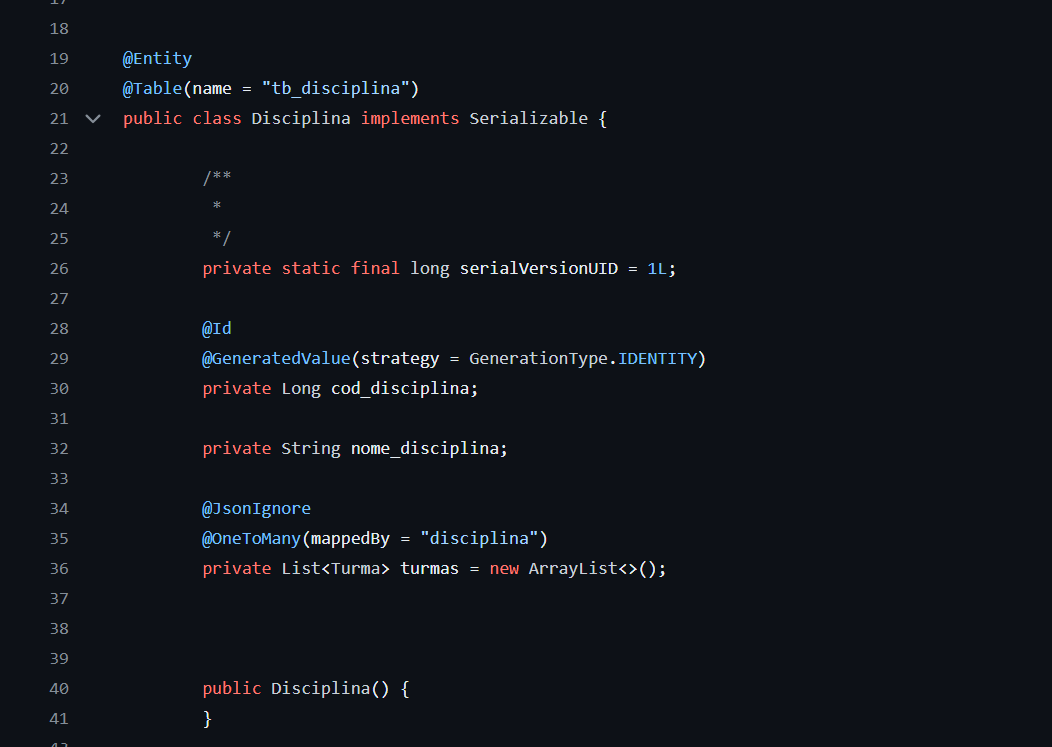 17
18
19 @Entity
20 @Table(name = "tb_disciplina")
21 public class Disciplina implements Serializable {
22
23 /**
24 *
25 */
26 private static final long serialVersionUID = 1L;
27
28 @Id
29 @GeneratedValue(strategy = GenerationType.IDENTITY)
30 private Long cod_disciplina;
31
32 private String nome_disciplina;
33
34 @JsonIgnore
35 @OneToMany(mappedBy = "disciplina")
36 private List<Turma> turmas = new ArrayList<>();
37
38
39
40 public Disciplina() {
41 }